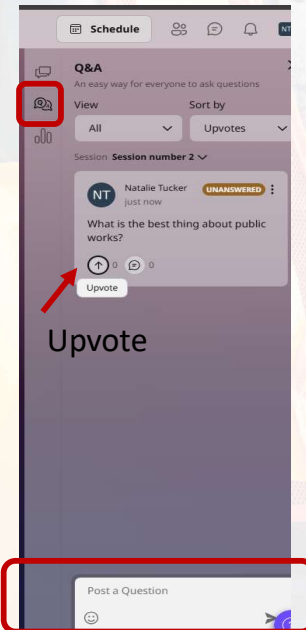 Schedule
NT
Q&A
An easy way for everyone to ask questions
View Sort by
All Upvotes
Session Session number 2
NT Natalie Tucker UNANSWERED
just now
What is the best thing about public
works?
0 0
Upvote
Upvote
Post a Question